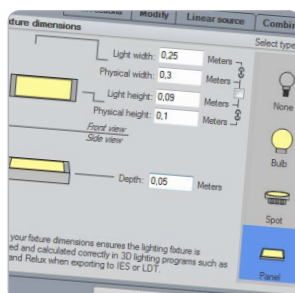 Modify Linear source
fixture dimensions
Select type
Light width: 0,25 Meters
Physical width: 0,3 Meters
Light height: 0,09 Meters
Physical height: 0,1 Meters
Front view
Side view
Depth: 0,05 Meters
None
Bulb
Spot
Panel
your fixture dimensions ensures the lighting fixture is
ed and calculated correctly in 3D lighting programs such as
and Relux when exporting to IES or LDT.